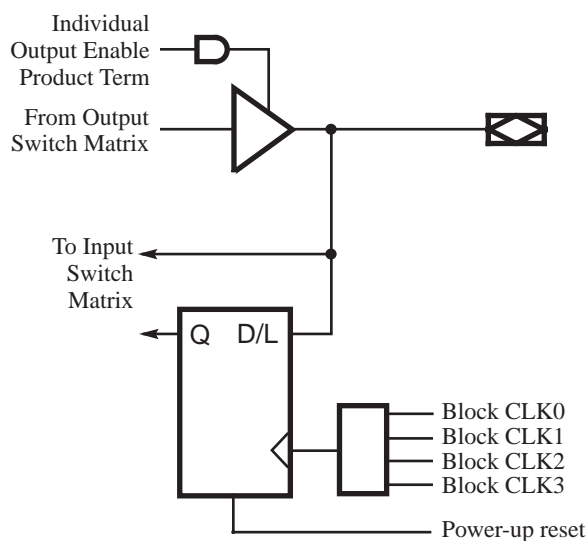 Individual
Output Enable
Product Term
From Output
Switch Matrix
To Input
Switch
Matrix
Q D/L
Block CLK0
Block CLK1
Block CLK2
Block CLK3
Power-up reset